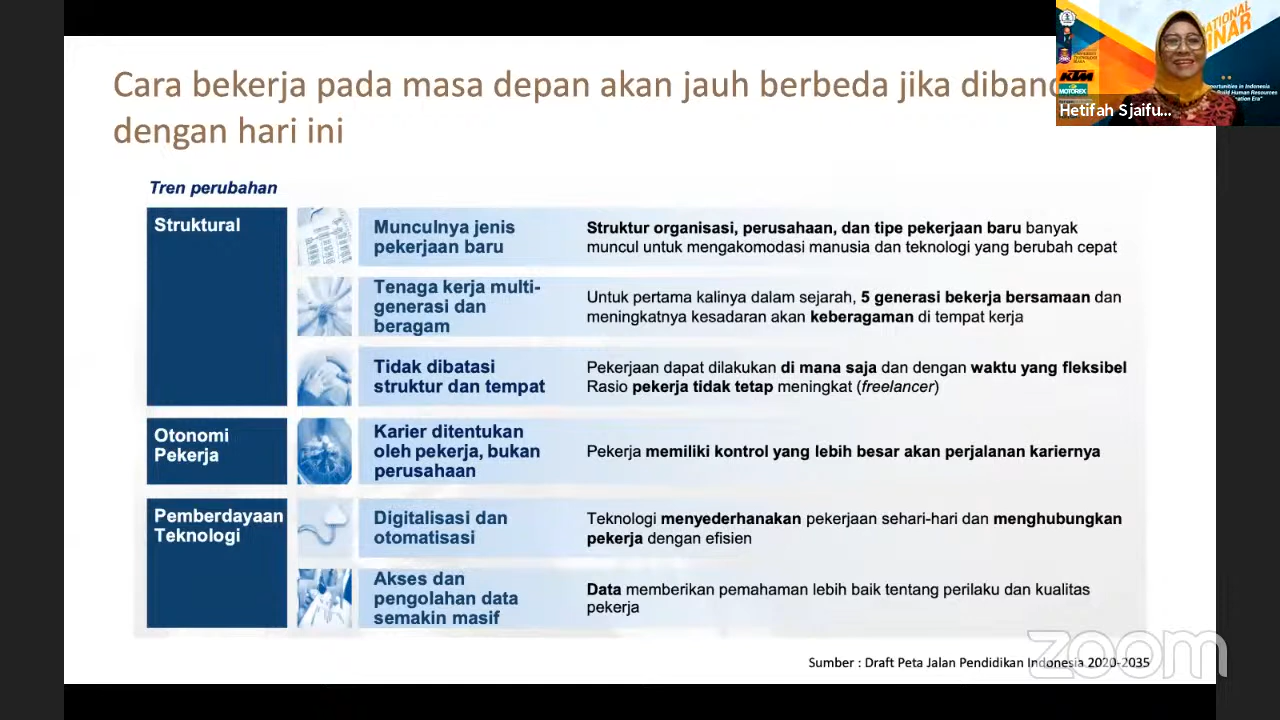 Cara bekerja pada masa depan akan jauh berbeda jika
dengan hari ini
Tren perubahan
Struktural
Munculnya jenis
pekerjaan baru
Struktur organisasi, perusahaan, dan tipe pekerjaan baru banyak
muncul untuk mengakomodasi manusia dan teknologi yang berubah cepat
Tenaga kerja multi-
generasi dan
beragam
Untuk pertama kalinya dalam sejarah, 5 generasi bekerja bersamaan dan
meningkatnya kesadaran akan keberagaman di tempat kerja
Tidak dibatasi
struktur dan tempat
Pekerjaan dapat dilakukan di mana saja dan dengan waktu yang fleksibel
Rasio pekerja tidak tetap meningkat (freelancer)
Otonomi
Pekerja
Karier ditentukan
oleh pekerja, bukan
perusahaan
Pekerja memiliki kontrol yang lebih besar akan perjalanan kariernya
Pemberdayaan
Teknologi
Digitalisasi dan
otomatisasi
Teknologi menyederhanakan pekerjaan sehari-hari dan menghubungkan
pekerja dengan efisien
Akses dan
pengolahan data
semakin masif
Data memberikan pemahaman lebih baik tentang perilaku dan kualitas
pekerja
Sumber : Draft Peta Jalan Pendidikan Indonesia 2020-2035
zoom
KTM
MOTOREX
in Indonesia
Human Resources
Era"
Hetifah Sjaifu...